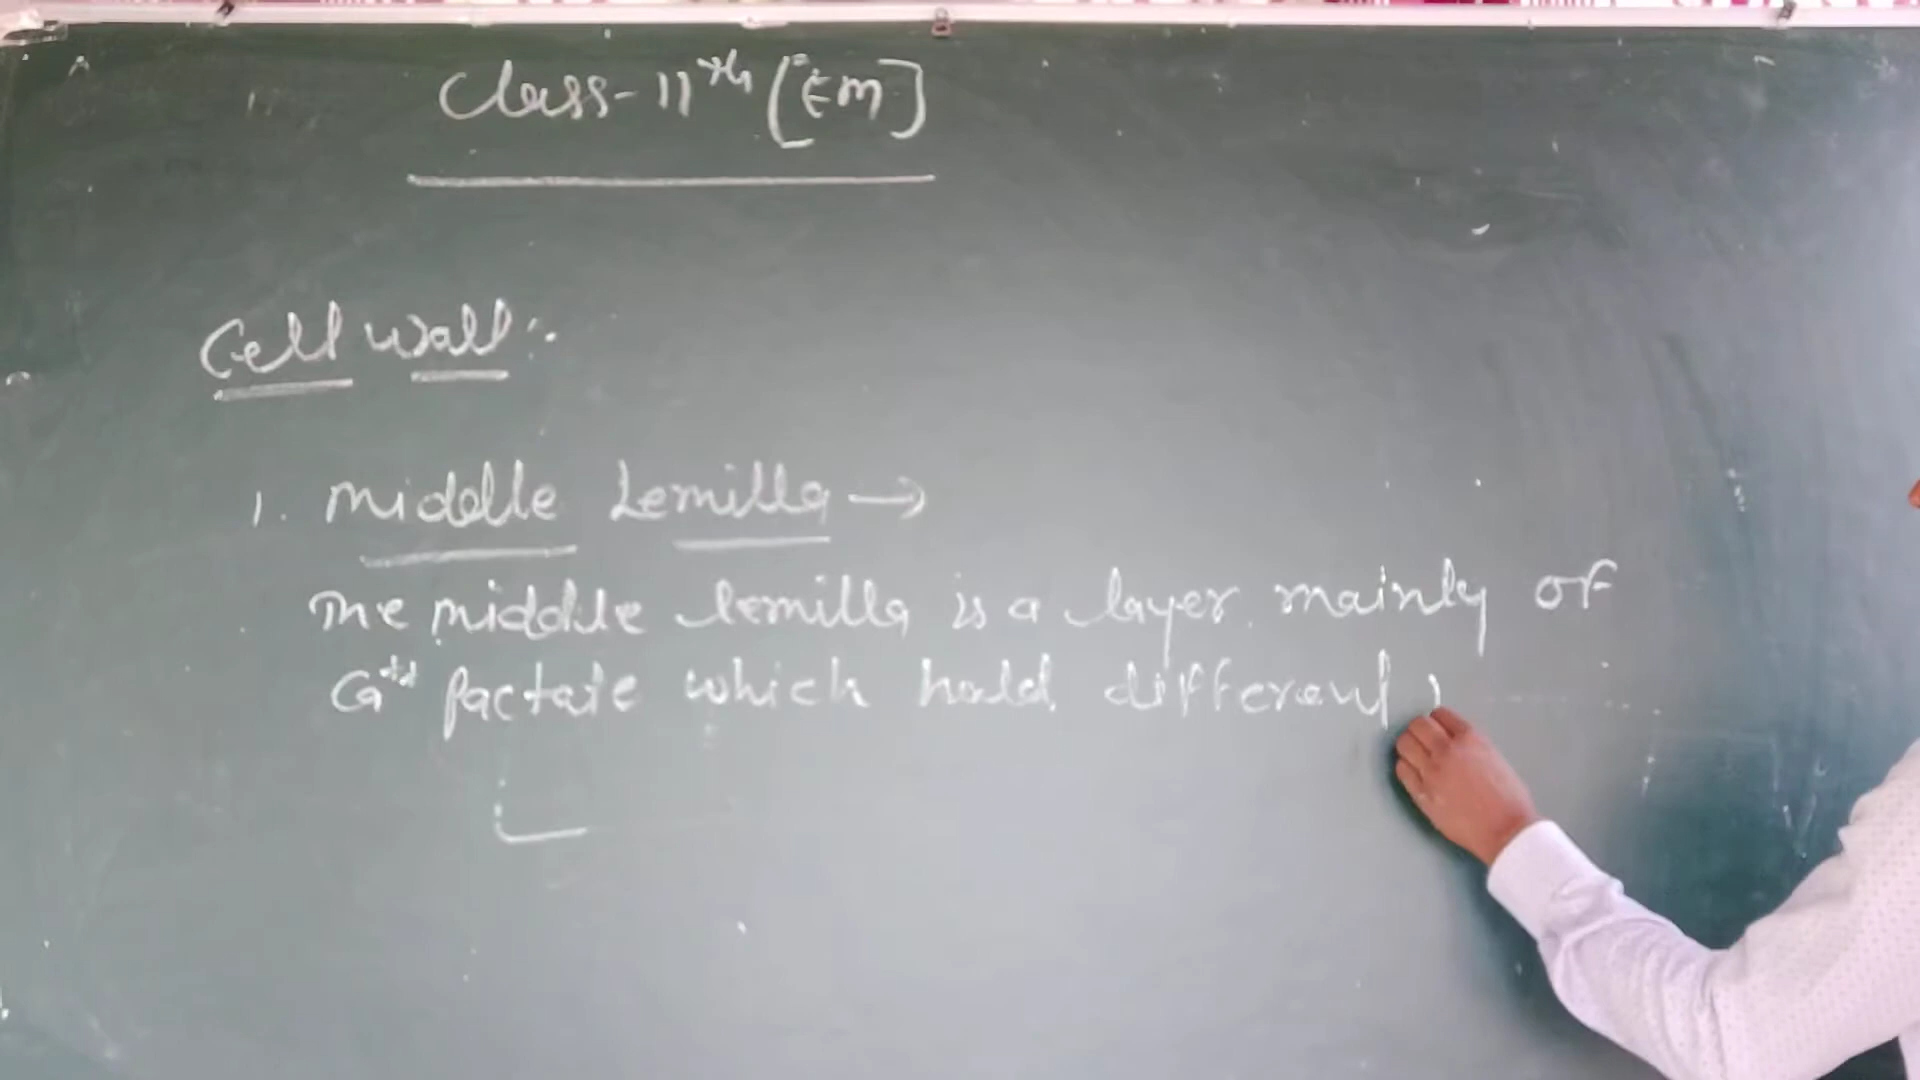 Class-11th [EM]
Cell wall:-
1. middle Lemilla →
The middle lemilla is a layer mainly of
Ca++ pactate which hold different